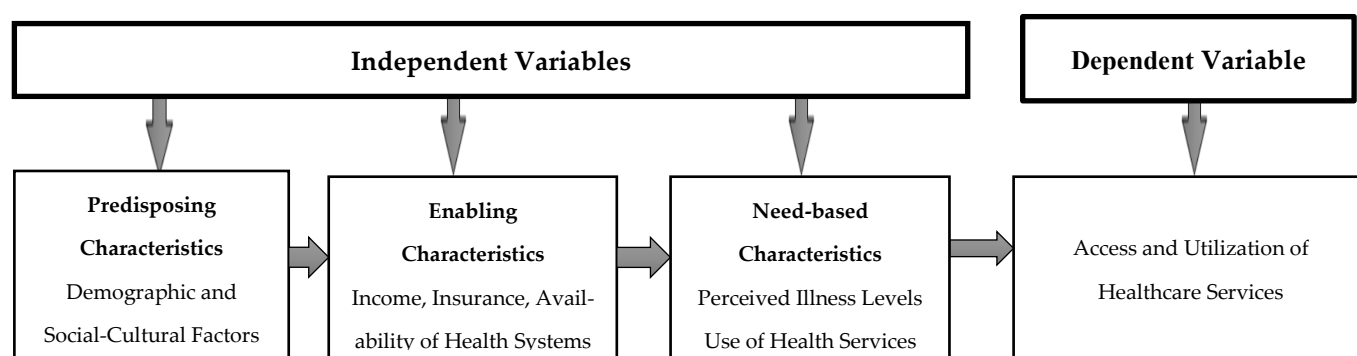 Independent Variables
Dependent Variable
Predisposing
Characteristics
Demographic and
Social-Cultural Factors
Enabling
Characteristics
Income, Insurance, Avail-
ability of Health Systems
Need-based
Characteristics
Perceived Illness Levels
Use of Health Services
Access and Utilization of
Healthcare Services